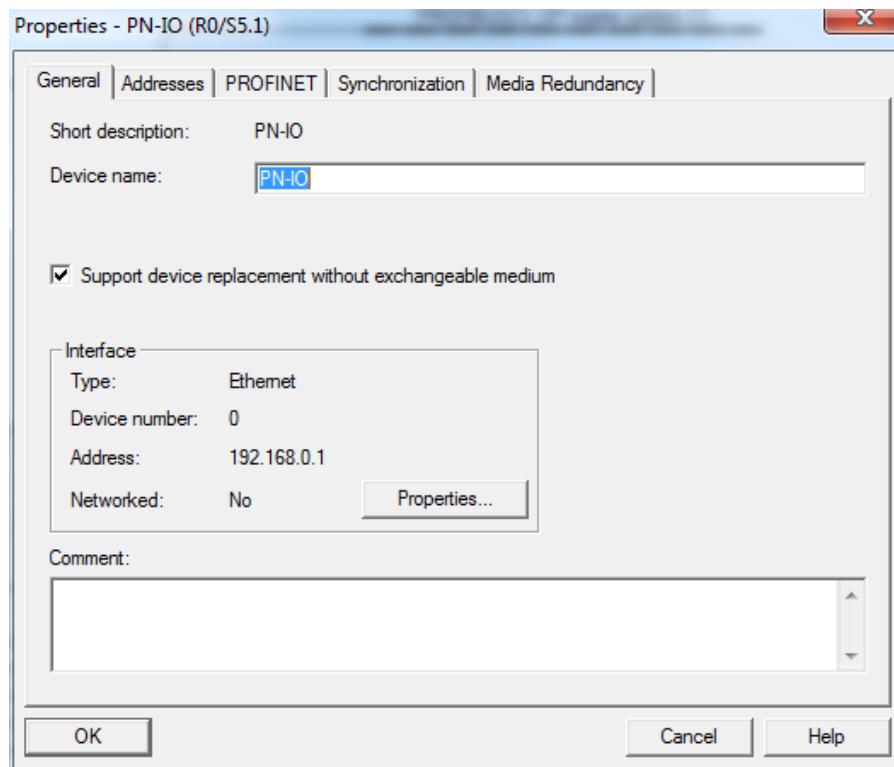 Properties - PN-IO (R0/S5.1)
General Addresses PROFINET Synchronization Media Redundancy
Short description: PN-IO
Device name: PN-IO
Support device replacement without exchangeable medium
Interface
Type: Ethernet
Device number: 0
Address: 192.168.0.1
Networked: No Properties...
Comment:
OK Cancel Help